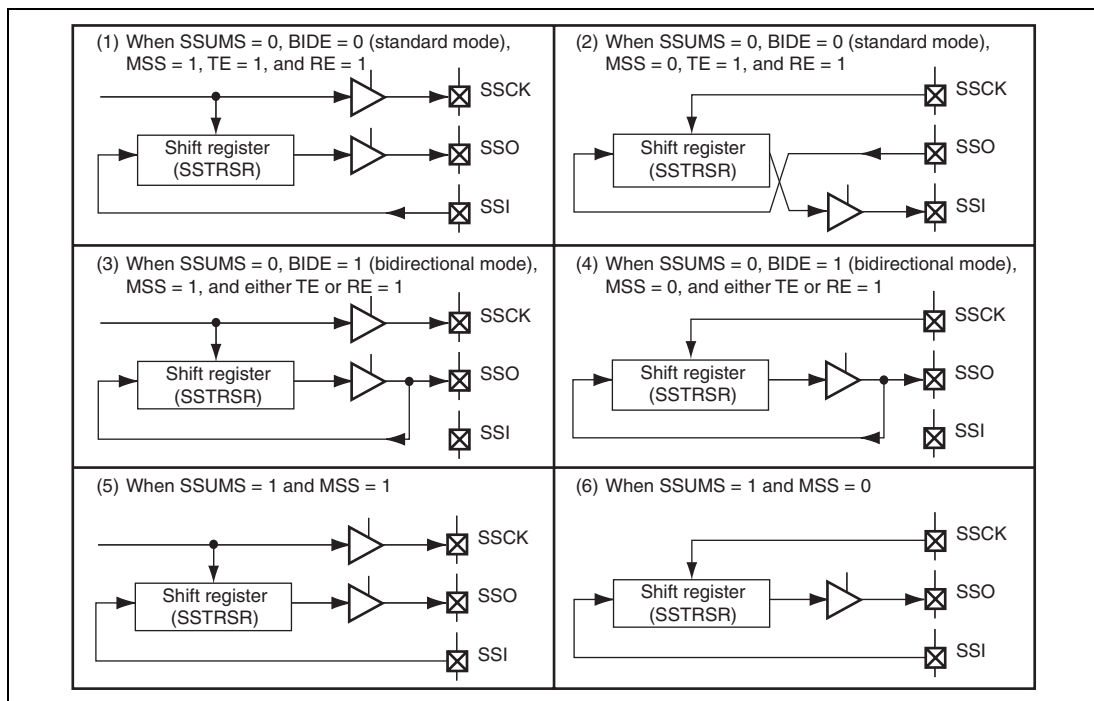 (1) When SSUMS = 0, BIDE = 0 (standard mode),
MSS = 1, TE = 1, and RE = 1
SSCK
Shift register
(SSTRSR)
SSO
SSI
(2) When SSUMS = 0, BIDE = 0 (standard mode),
MSS = 0, TE = 1, and RE = 1
SSCK
Shift register
(SSTRSR)
SSO
SSI
(3) When SSUMS = 0, BIDE = 1 (bidirectional mode),
MSS = 1, and either TE or RE = 1
SSCK
Shift register
(SSTRSR)
SSO
SSI
(4) When SSUMS = 0, BIDE = 1 (bidirectional mode),
MSS = 0, and either TE or RE = 1
SSCK
Shift register
(SSTRSR)
SSO
SSI
(5) When SSUMS = 1 and MSS = 1
SSCK
Shift register
(SSTRSR)
SSO
SSI
(6) When SSUMS = 1 and MSS = 0
SSCK
Shift register
(SSTRSR)
SSO
SSI